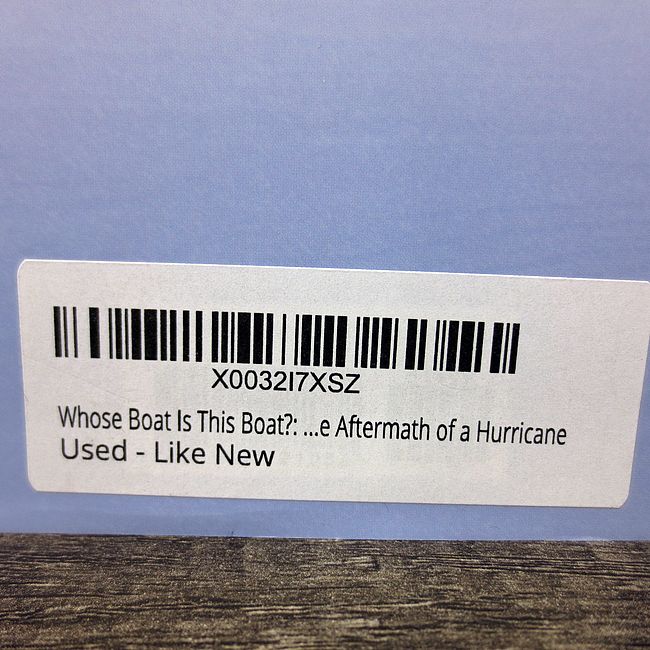 X0032I7XSZ
Whose Boat Is This Boat?: ...e Aftermath of a Hurricane
Used - Like New